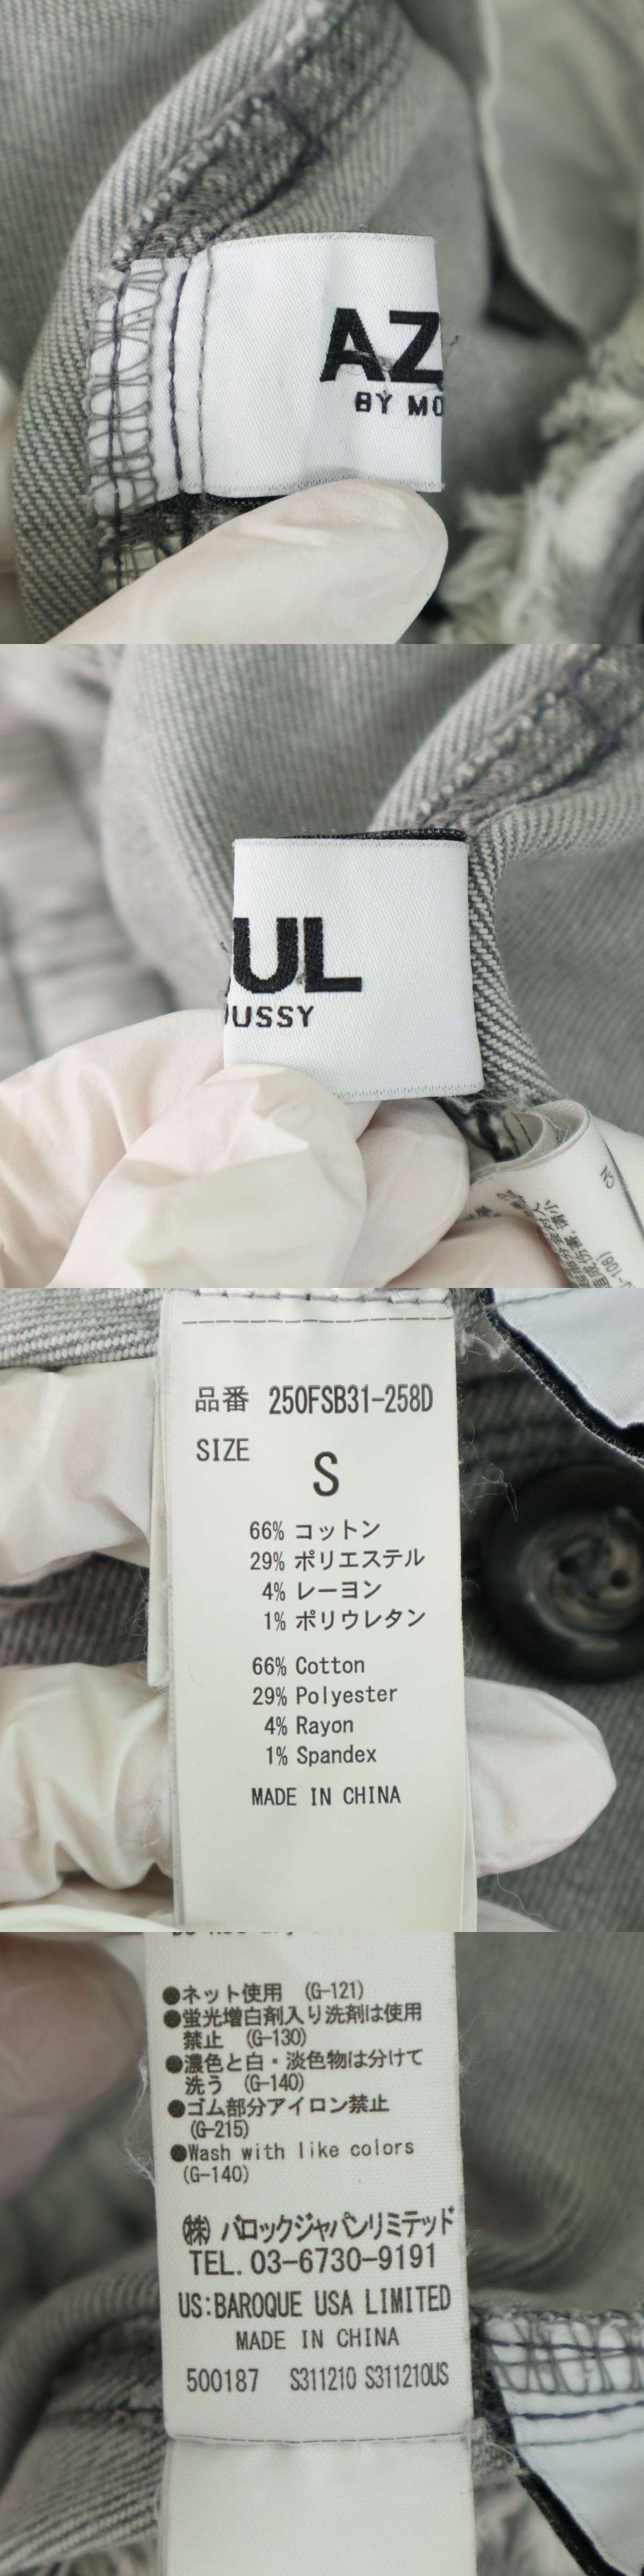 AZ
BY MO
UL
USSY
CN
品番 250FSB31-258D
SIZE
S
66% コットン
29% ポリエステル
4% レーヨン
1% ポリウレタン
66% Cotton
29% Polyester
4% Rayon
1% Spandex
MADE IN CHINA
●ネット使用 (G-121)
●蛍光増白剤入り洗剤は使用
禁止 (G-130)
●濃色と白・淡色物は分けて
洗う (G-140)
●ゴム部分アイロン禁止
(G-215)
●Wash with like colors
(G-140)
㈱ バロックジャパンリミテッド
TEL. 03-6730-9191
US:BAROQUE USA LIMITED
MADE IN CHINA
500187 S311210 S311210US